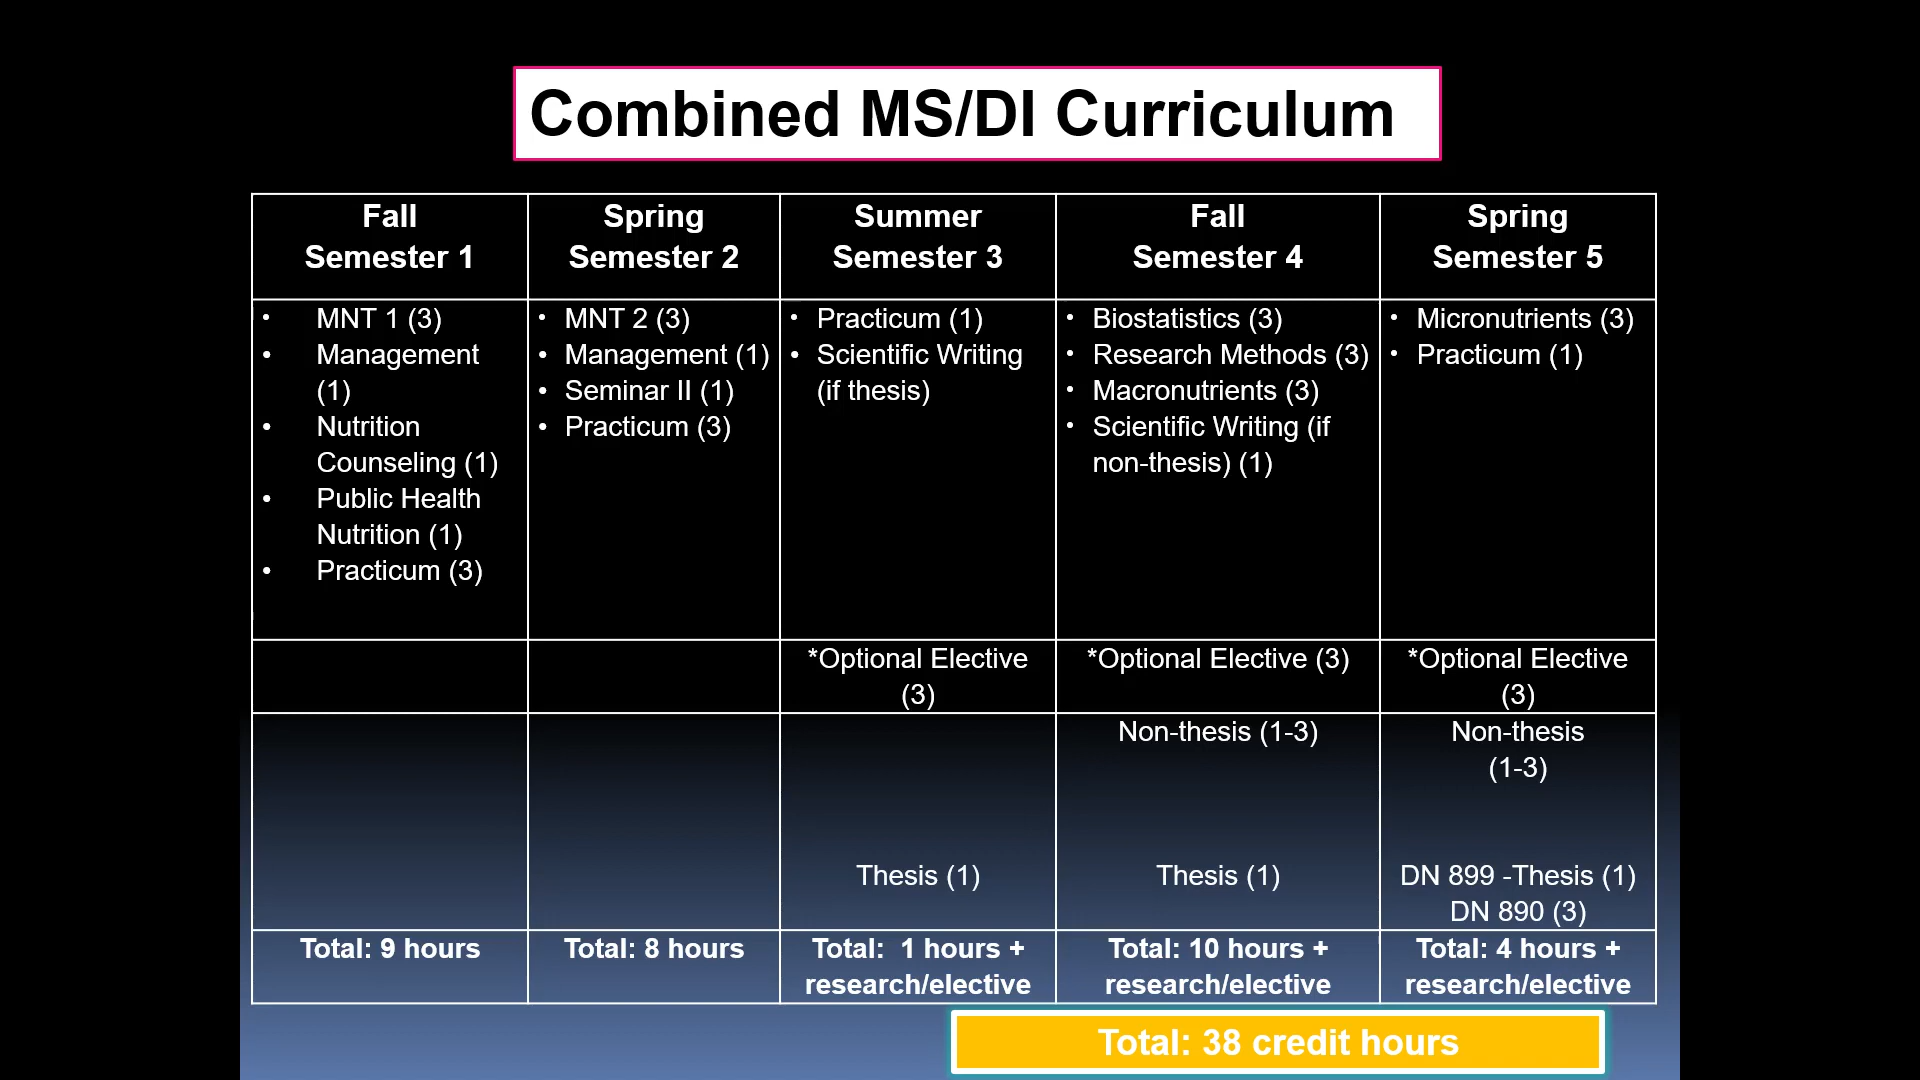 Combined MS/DI Curriculum
Fall
Semester 1
Spring
Semester 2
Summer
Semester 3
Fall
Semester 4
Spring
Semester 5
• MNT 1 (3)
• Management
(1)
• Nutrition
Counseling (1)
• Public Health
Nutrition (1)
• Practicum (3)
• MNT 2 (3)
• Management (1)
• Seminar II (1)
• Practicum (3)
• Practicum (1)
• Scientific Writing
(if thesis)
• Biostatistics (3)
• Research Methods (3)
• Macronutrients (3)
• Scientific Writing (if
non-thesis) (1)
• Micronutrients (3)
• Practicum (1)
*Optional Elective
(3)
*Optional Elective (3)
*Optional Elective
(3)
Thesis (1)
Non-thesis (1-3)
Thesis (1)
Non-thesis
(1-3)
DN 899 -Thesis (1)
DN 890 (3)
Total: 9 hours
Total: 8 hours
Total:  1 hours +
research/elective
Total: 10 hours +
research/elective
Total: 4 hours +
research/elective
Total: 38 credit hours